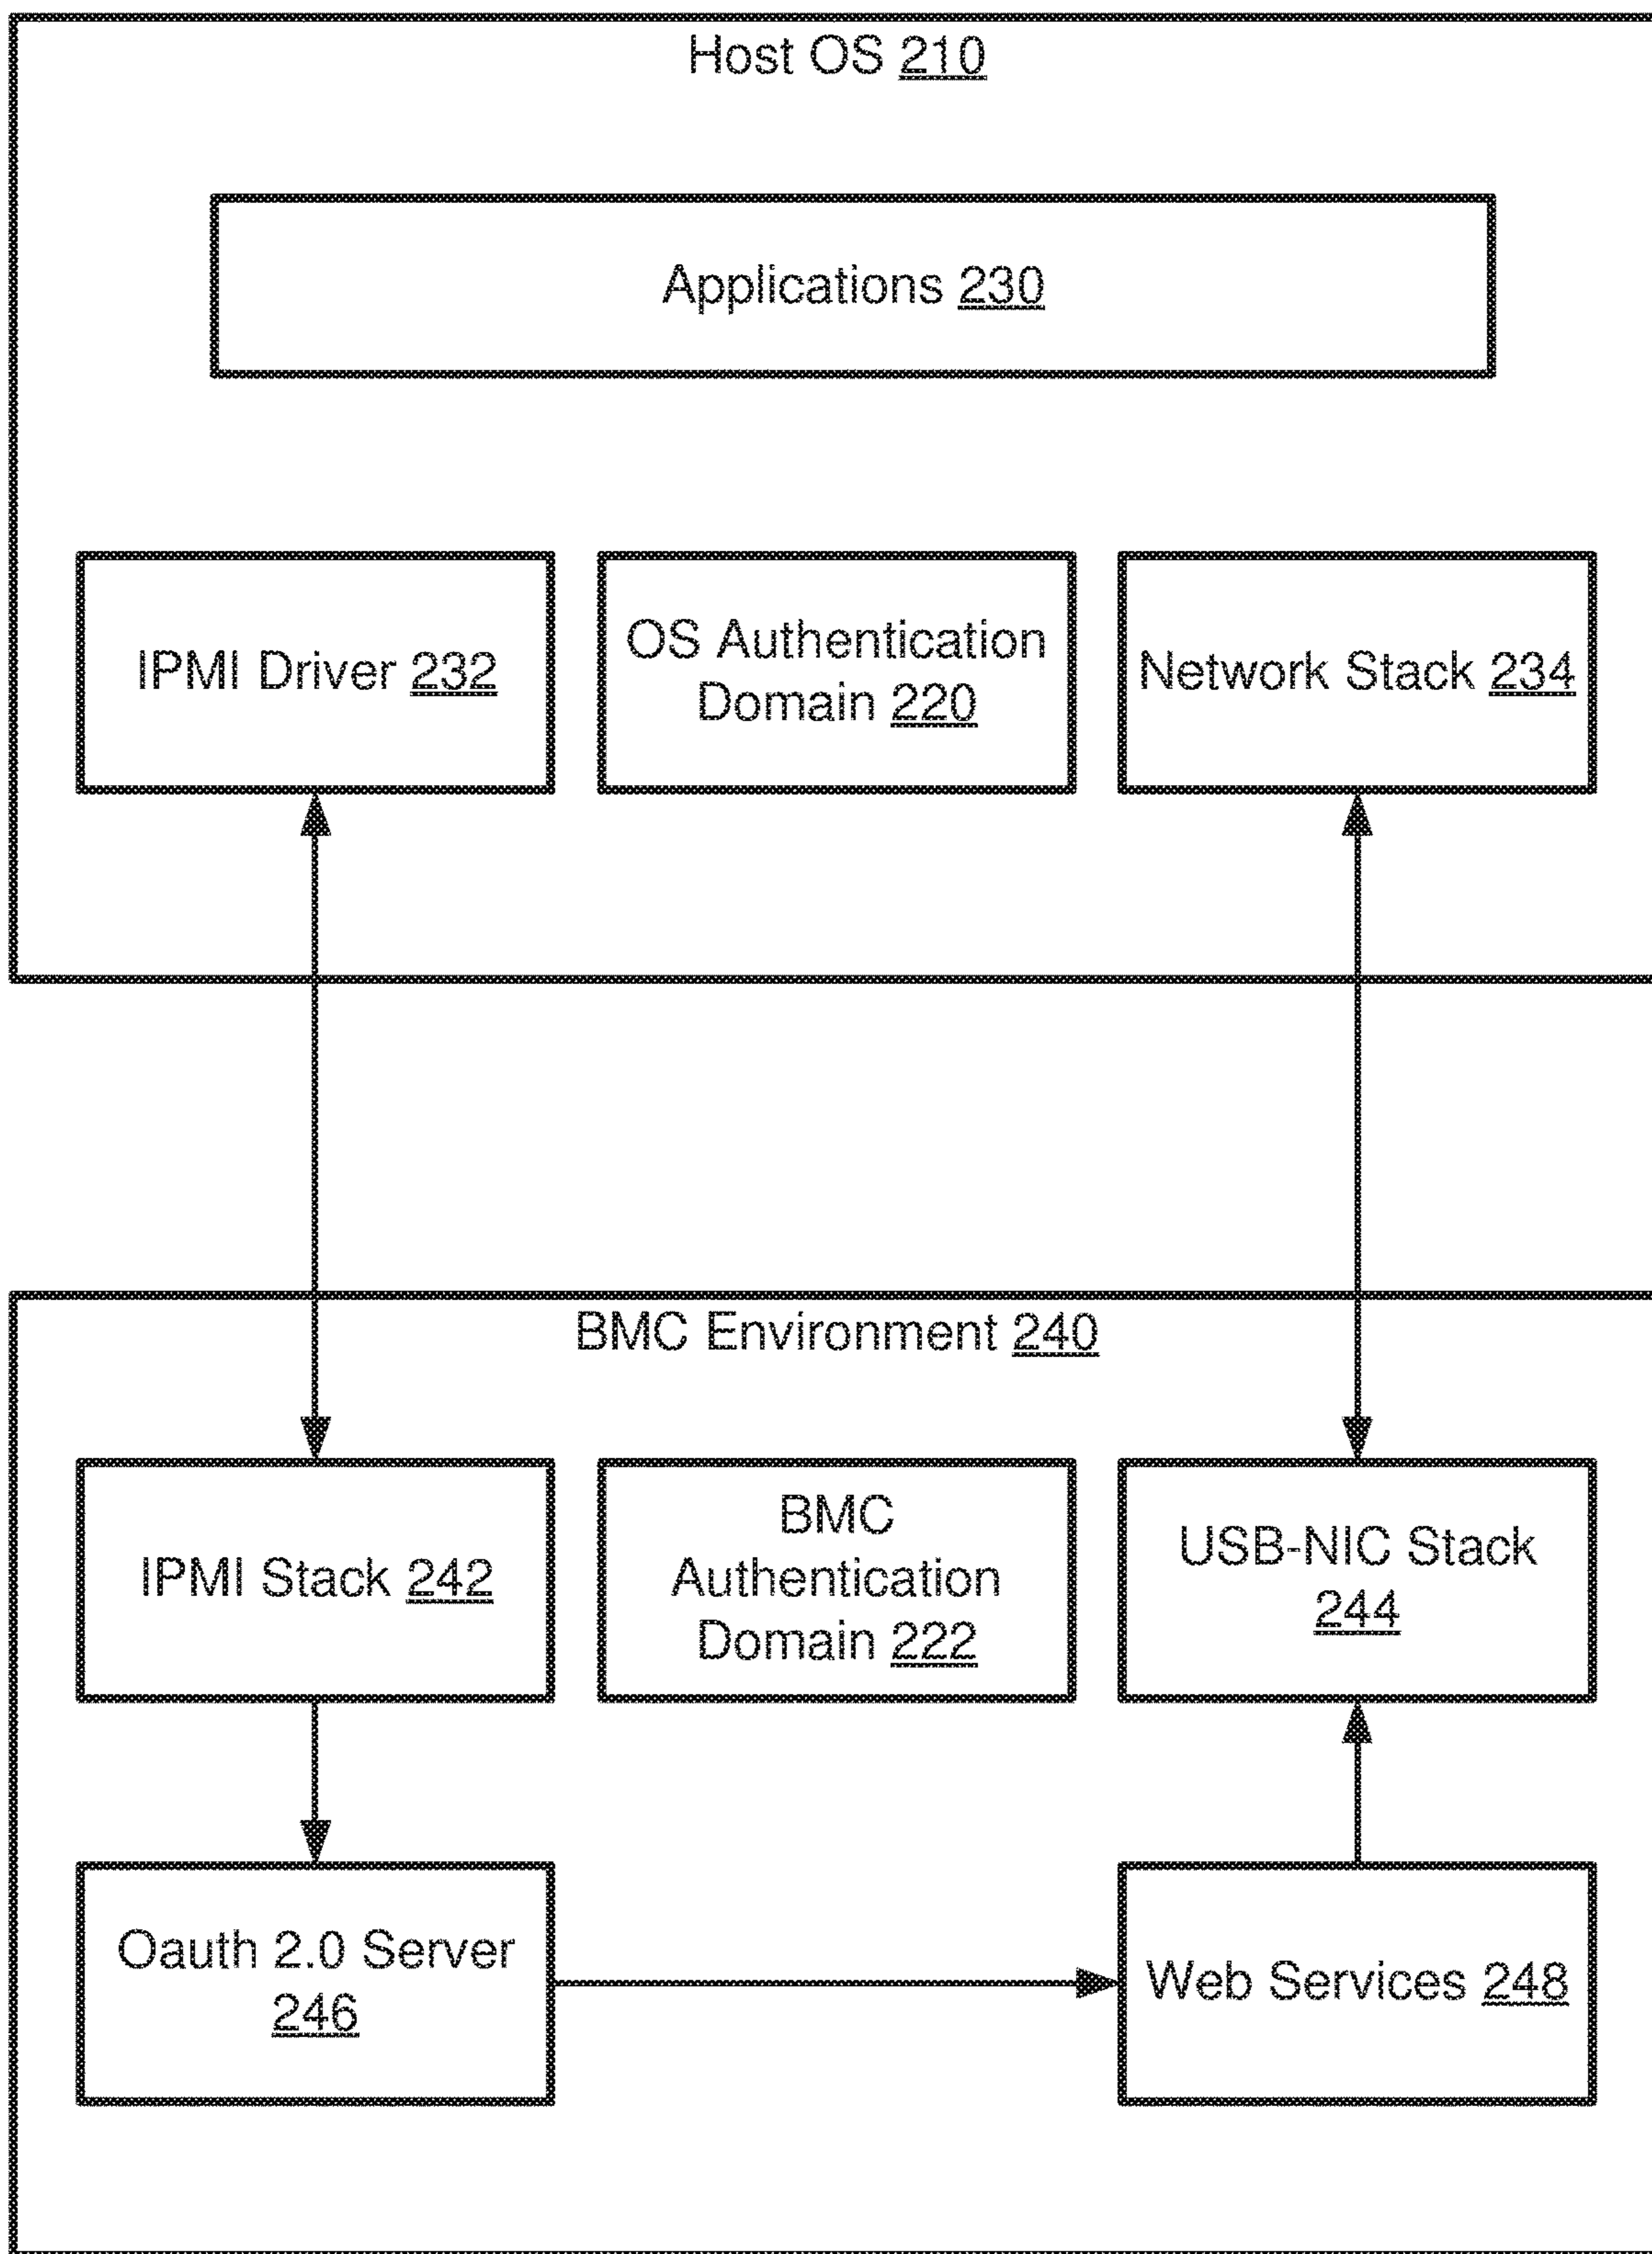 Host OS 210
Applications 230
IPMI Driver 232
OS Authentication
Domain 220
Network Stack 234
BMC Environment 240
IPMI Stack 242
BMC
Authentication
Domain 222
USB-NIC Stack
244
Oauth 2.0 Server
246
Web Services 248